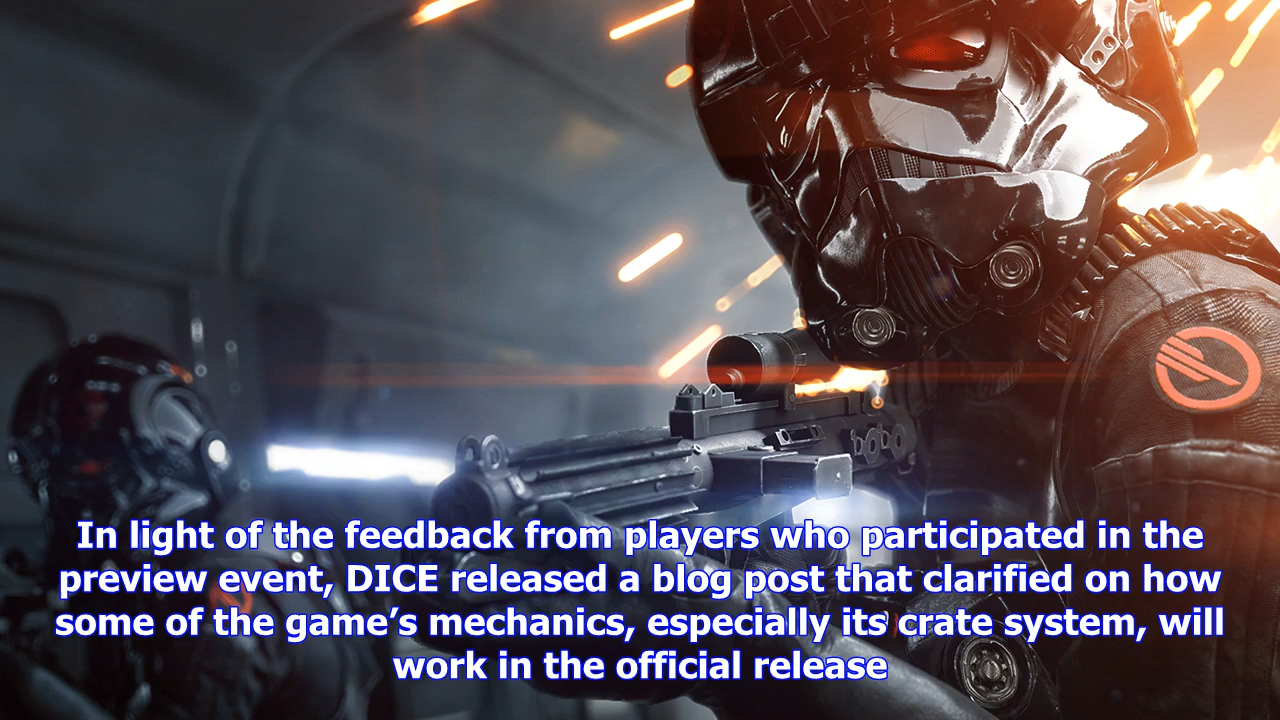 In light of the feedback from players who participated in the
preview event, DICE released a blog post that clarified on how
some of the game’s mechanics, especially its crate system, will
work in the official release